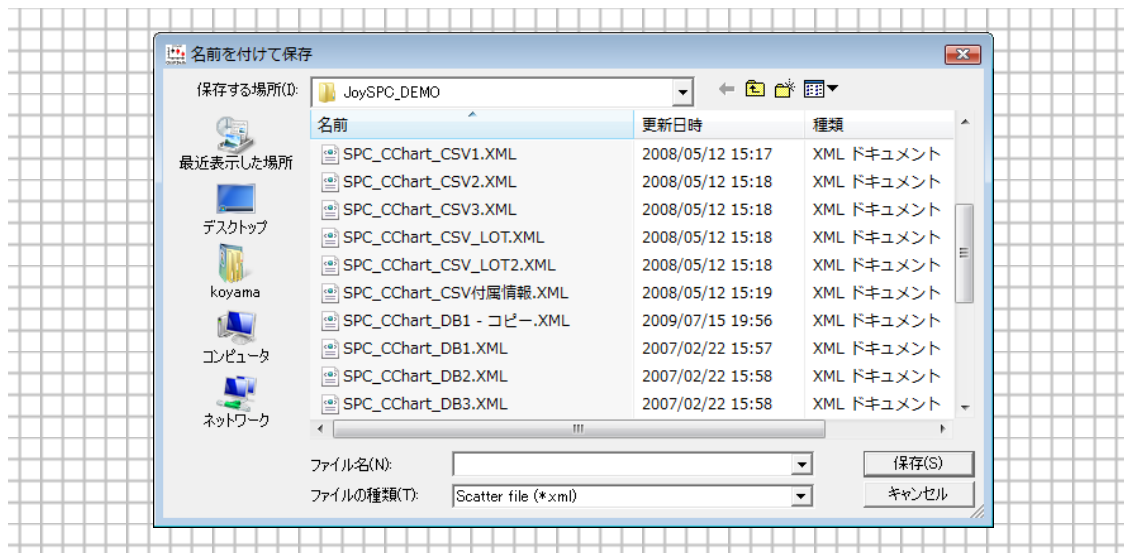 名前を付けて保存
保存する場所(I):
JoySPC_DEMO
名前 更新日時 種類
SPC_CChart_CSV1.XML 2008/05/12 15:17 XML ドキュメント
SPC_CChart_CSV2.XML 2008/05/12 15:18 XML ドキュメント
SPC_CChart_CSV3.XML 2008/05/12 15:18 XML ドキュメント
SPC_CChart_CSV_LOT.XML 2008/05/12 15:18 XML ドキュメント
SPC_CChart_CSV_LOT2.XML 2008/05/12 15:18 XML ドキュメント
SPC_CChart_CSV付属情報.XML 2008/05/12 15:19 XML ドキュメント
SPC_CChart_DB1 - コピー.XML 2009/07/15 19:56 XML ドキュメント
SPC_CChart_DB1.XML 2007/02/22 15:57 XML ドキュメント
SPC_CChart_DB2.XML 2007/02/22 15:58 XML ドキュメント
SPC_CChart_DB3.XML 2007/02/22 15:58 XML ドキュメント
最近表示した場所
デスクトップ
koyama
コンピュータ
ネットワーク
ファイル名(N):
保存(S)
ファイルの種類(T):
Scatter file (*.xml)
キャンセル